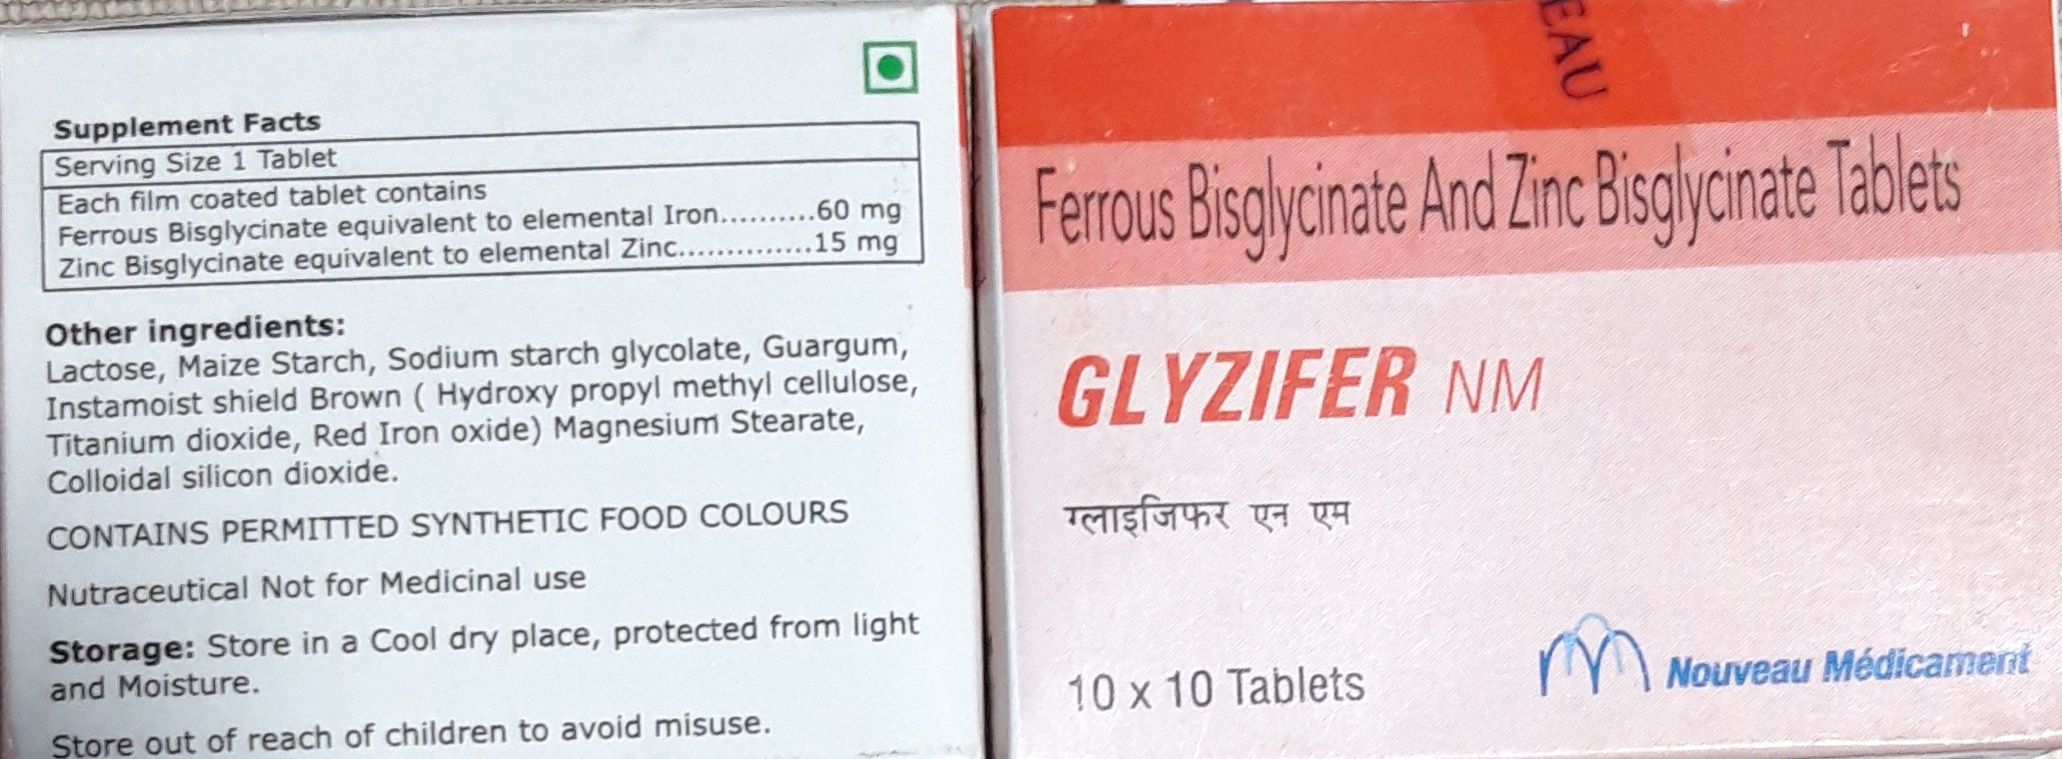 Supplement Facts
Serving Size 1 Tablet
Each film coated tablet contains
Ferrous Bisglycinate equivalent to elemental Iron..........60 mg
Zinc Bisglycinate equivalent to elemental Zinc..............15 mg
Other ingredients:
Lactose, Maize Starch, Sodium starch glycolate, Guargum,
Instamoist shield Brown ( Hydroxy propyl methyl cellulose,
Titanium dioxide, Red Iron oxide) Magnesium Stearate,
Colloidal silicon dioxide.
CONTAINS PERMITTED SYNTHETIC FOOD COLOURS
Nutraceutical Not for Medicinal use
Storage: Store in a Cool dry place, protected from light
and Moisture.
Store out of reach of children to avoid misuse.
EAU
Ferrous Bisglycinate And Zinc Bisglycinate Tablets
GLYZIFER NM
ग्लाइजिफर एन एम
10 x 10 Tablets
Nouveau Médicament